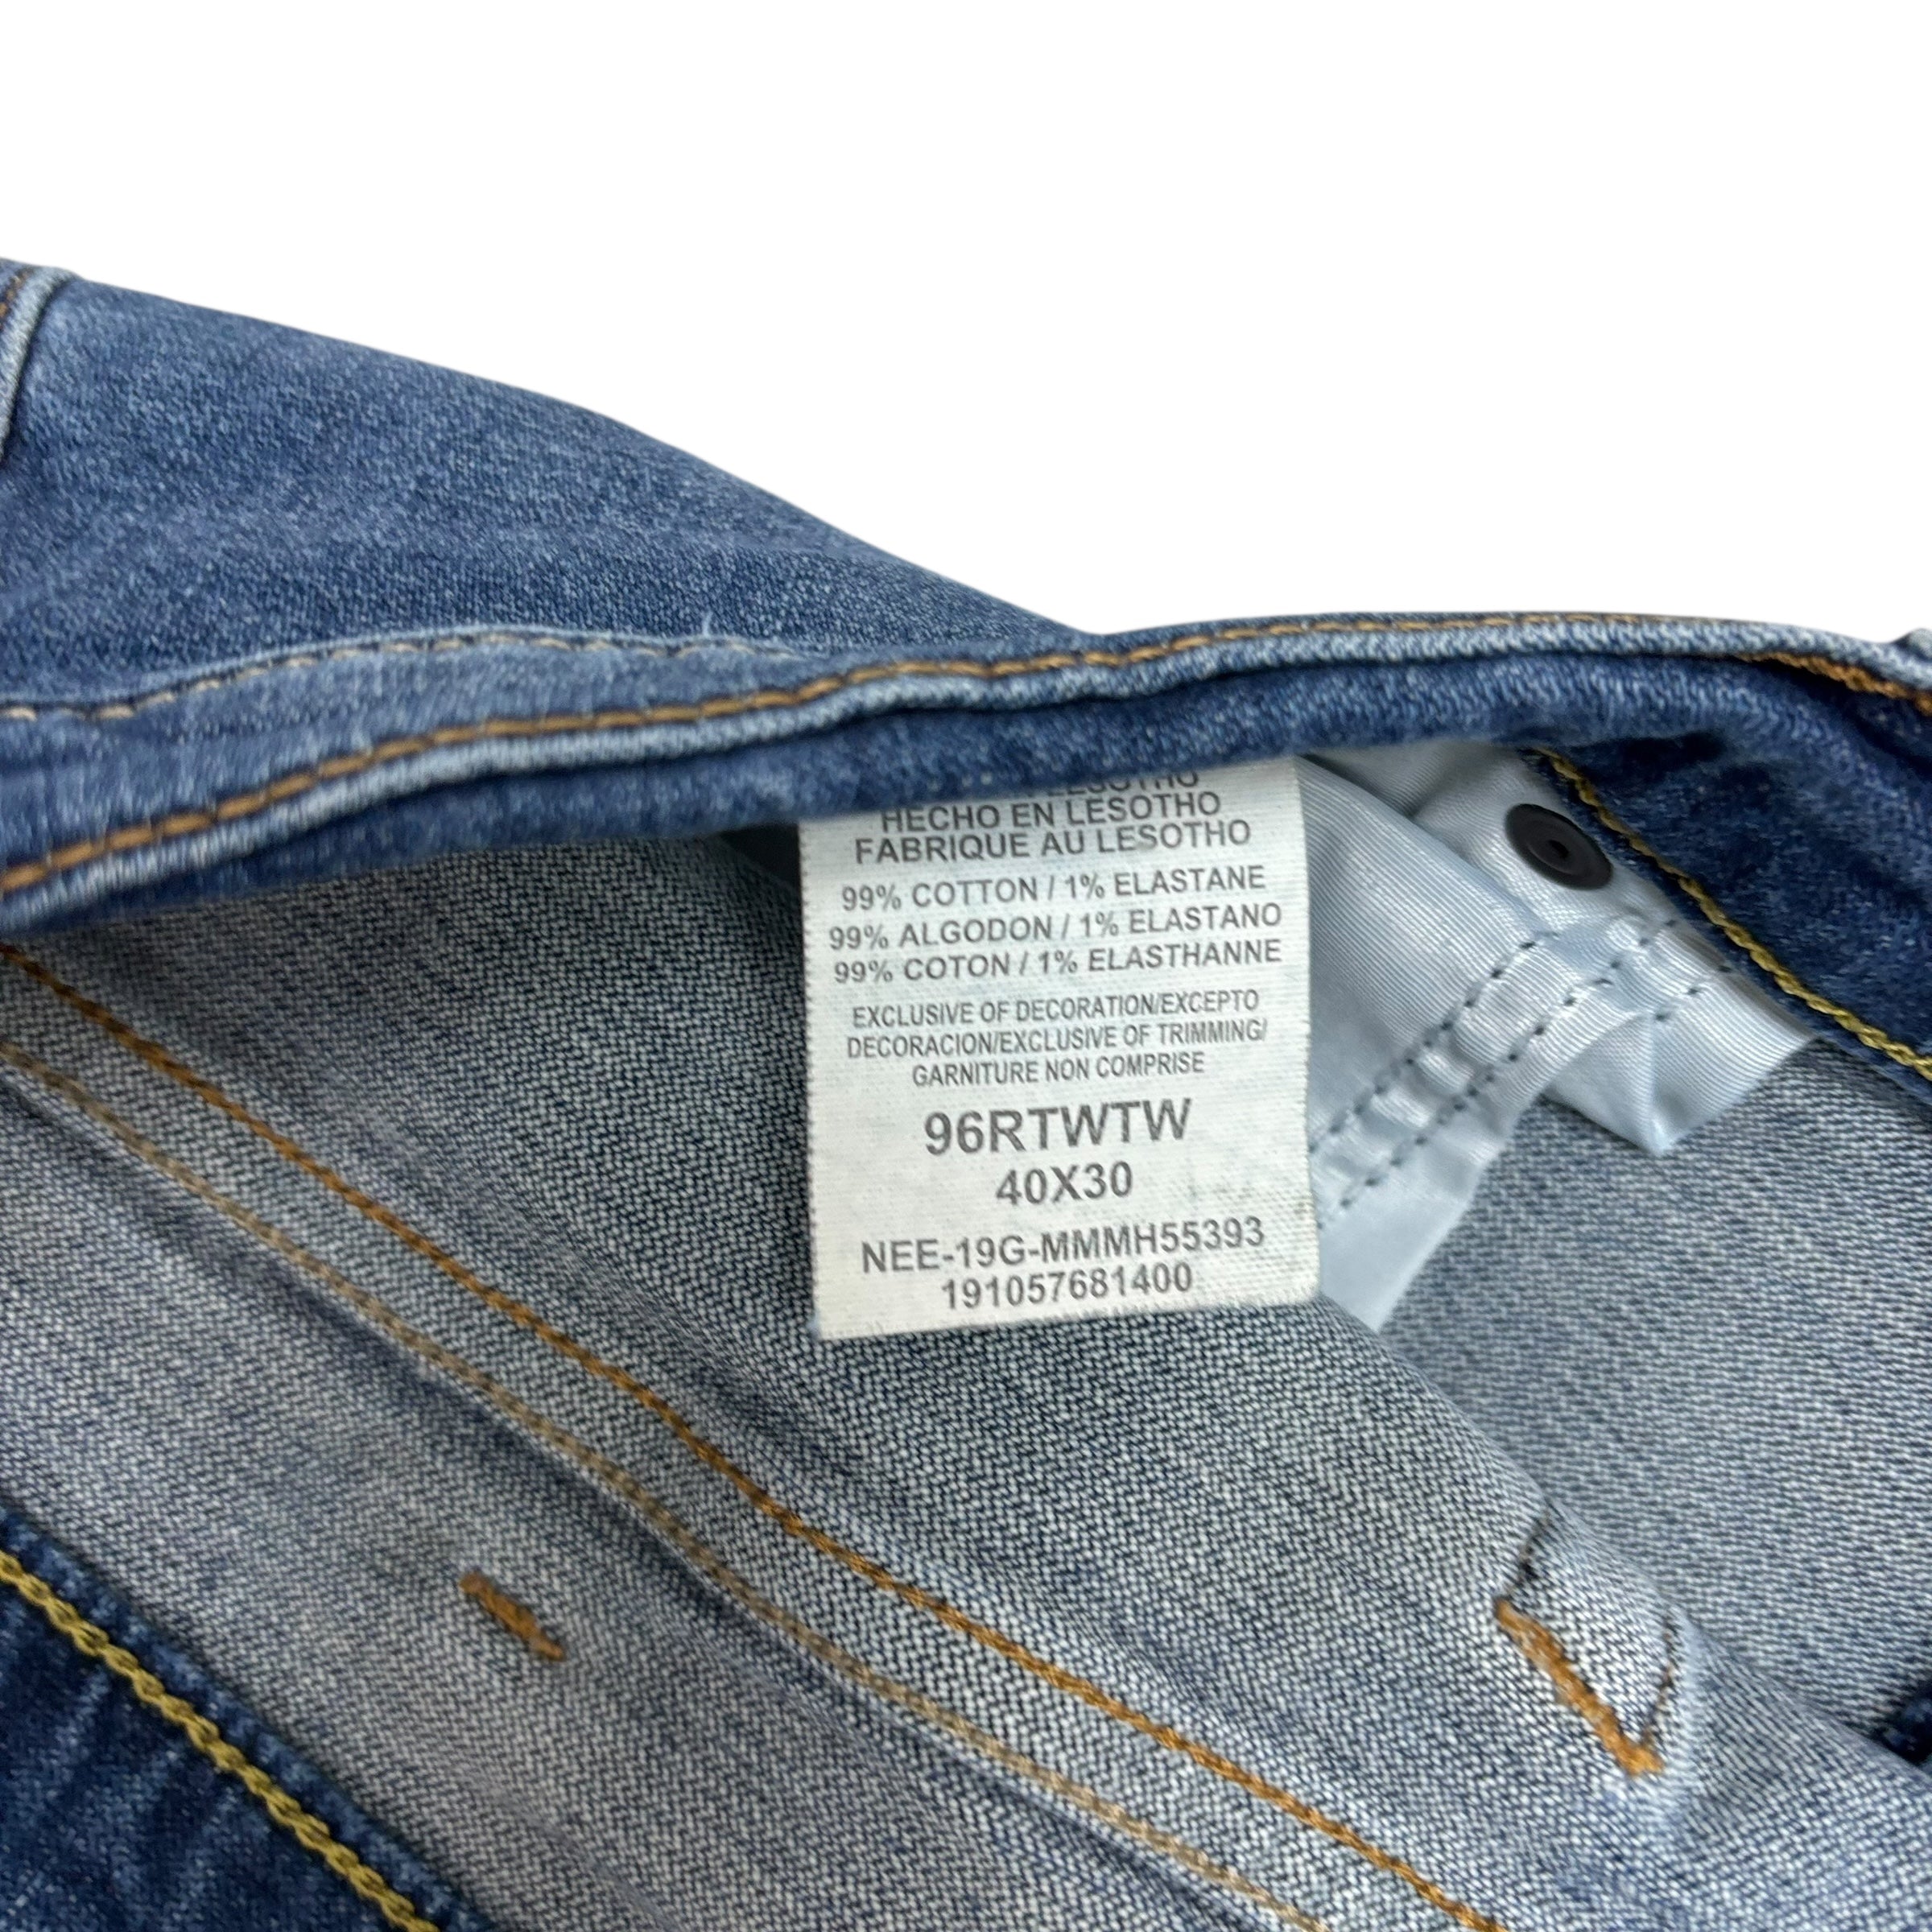 LESOTHO
HECHO EN LESOTHO
FABRIQUE AU LESOTHO
99% COTTON / 1% ELASTANE
99% ALGODON / 1% ELASTANO
99% COTON / 1% ELASTHANNE
EXCLUSIVE OF DECORATION/EXCEPTO
DECORACION/EXCLUSIVE OF TRIMMING/
GARNITURE NON COMPRISE
96RTWTW
40X30
NEE-19G-MMMH55393
191057681400